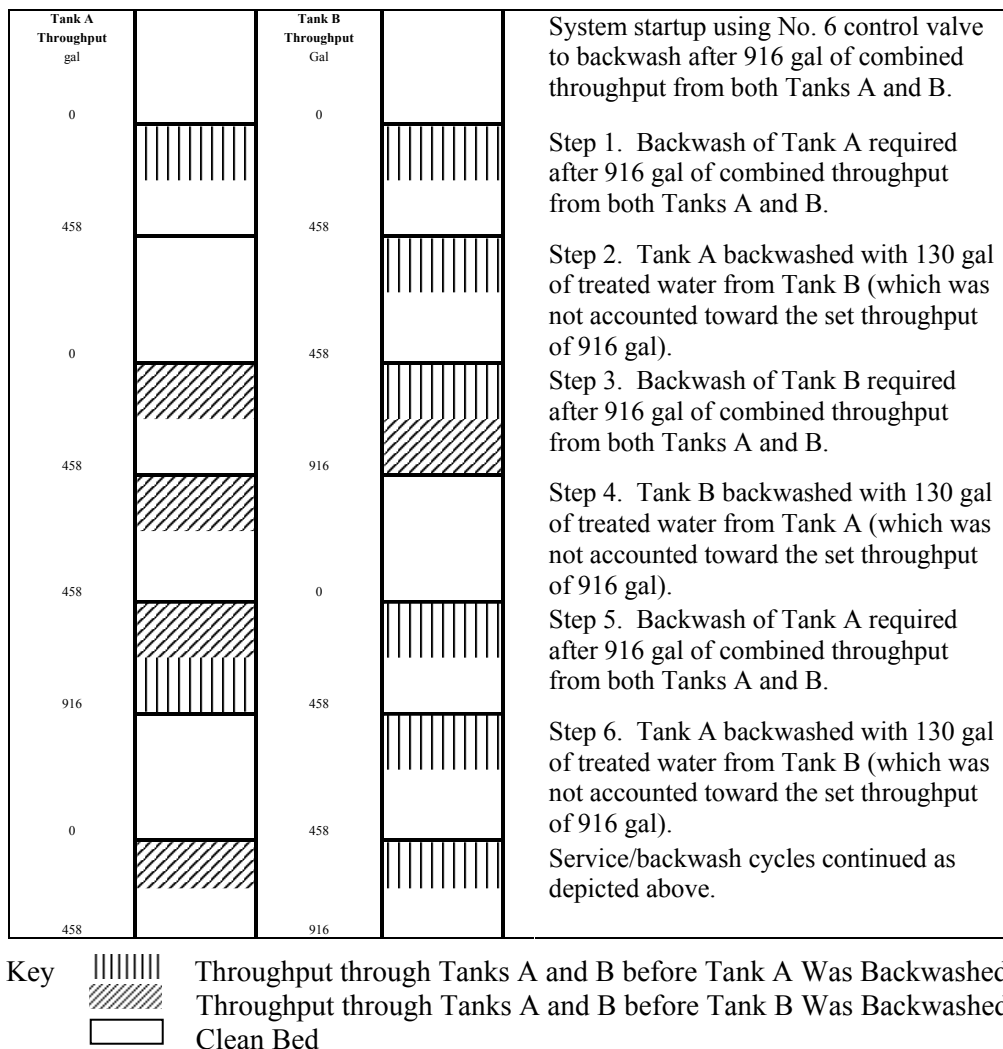 Tank A
Throughput
gal
Tank B
Throughput
Gal
0
0
458
458
0
458
458
916
458
0
916
458
0
458
458
916
System startup using No. 6 control valve
to backwash after 916 gal of combined
throughput from both Tanks A and B.
Step 1. Backwash of Tank A required
after 916 gal of combined throughput
from both Tanks A and B.
Step 2. Tank A backwashed with 130 gal
of treated water from Tank B (which was
not accounted toward the set throughput
of 916 gal).
Step 3. Backwash of Tank B required
after 916 gal of combined throughput
from both Tanks A and B.
Step 4. Tank B backwashed with 130 gal
of treated water from Tank A (which was
not accounted toward the set throughput
of 916 gal).
Step 5. Backwash of Tank A required
after 916 gal of combined throughput
from both Tanks A and B.
Step 6. Tank A backwashed with 130 gal
of treated water from Tank B (which was
not accounted toward the set throughput
of 916 gal).
Service/backwash cycles continued as
depicted above.
Key
Throughput through Tanks A and B before Tank A Was Backwashed
Throughput through Tanks A and B before Tank B Was Backwashed
Clean Bed